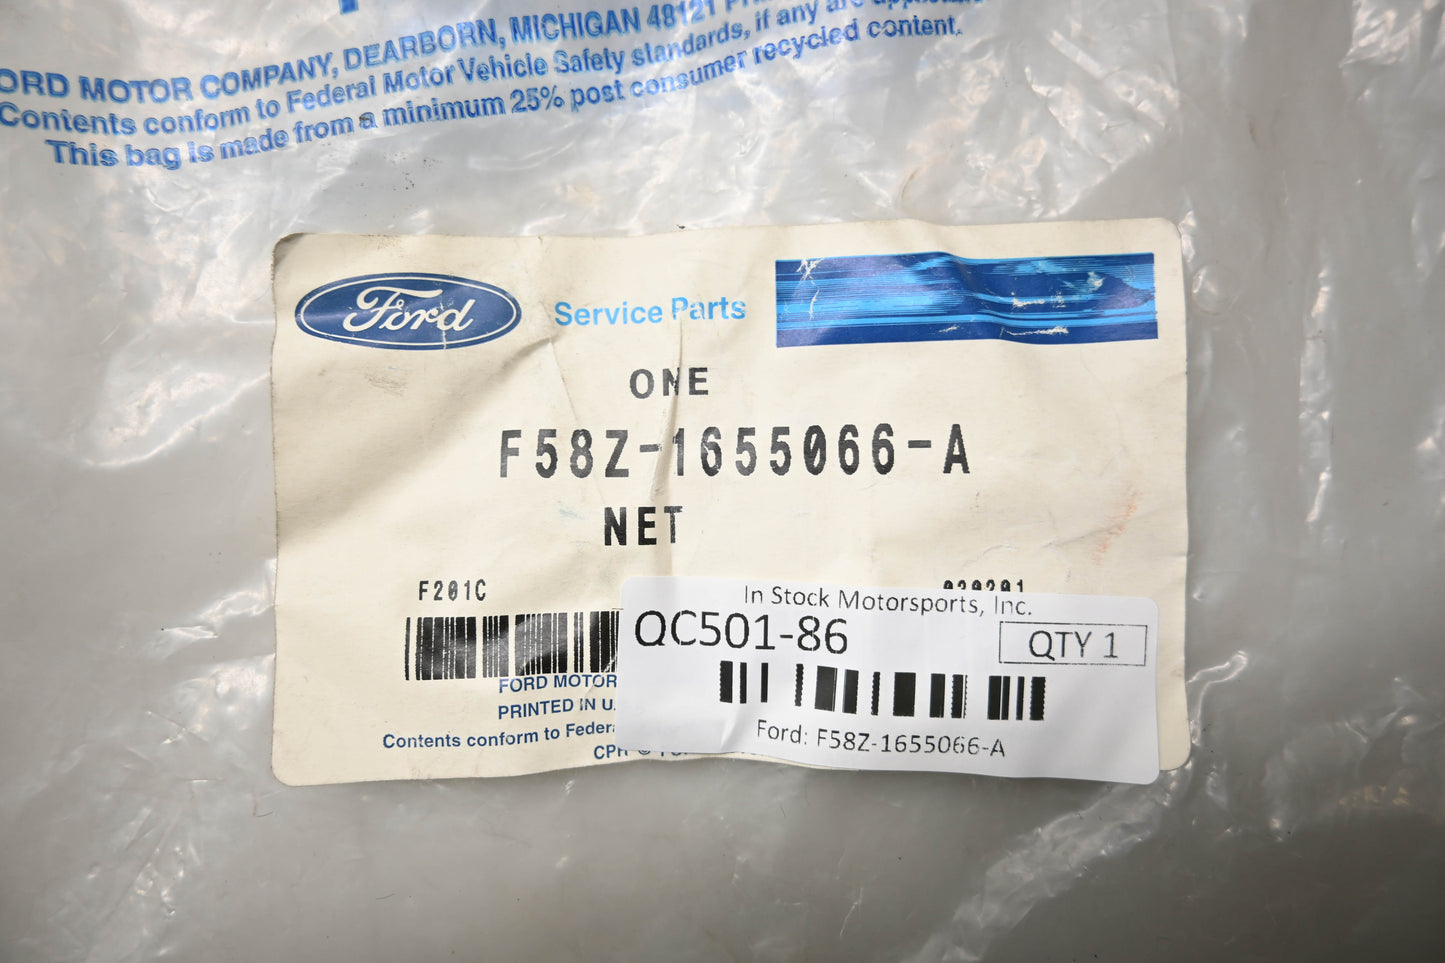 FORD MOTOR COMPANY, DEARBORN, MICHIGAN 48121
Contents conform to Federal Motor Vehicle Safety standards, if any are
This bag is made from a minimum 25% post consumer recycled content.
Ford Service Parts
ONE
F58Z-1655066-A
NET
F201C 020201
In Stock Motorsports, Inc.
QC501-86 QTY 1
Ford: F58Z-1655066-A
FORD MOTOR
PRINTED IN U.
Contents conform to Federa